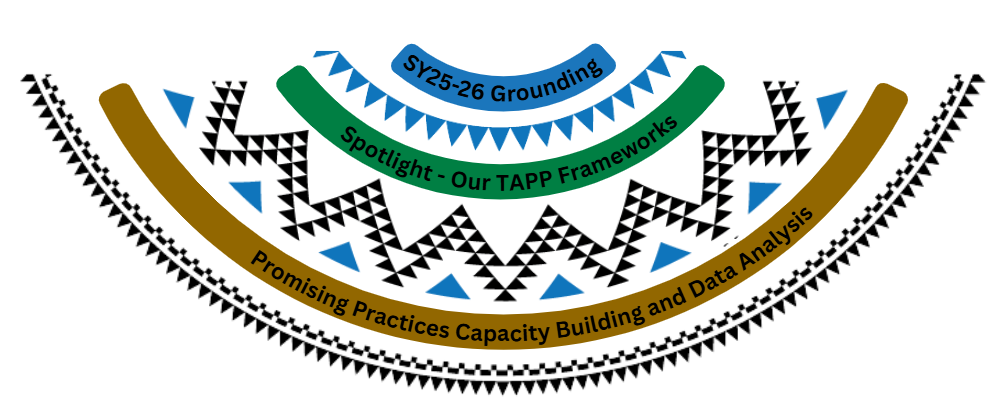 SY25-26 Grounding
Spotlight - Our TAPP Frameworks
Promising Practices Capacity Building and Data Analysis